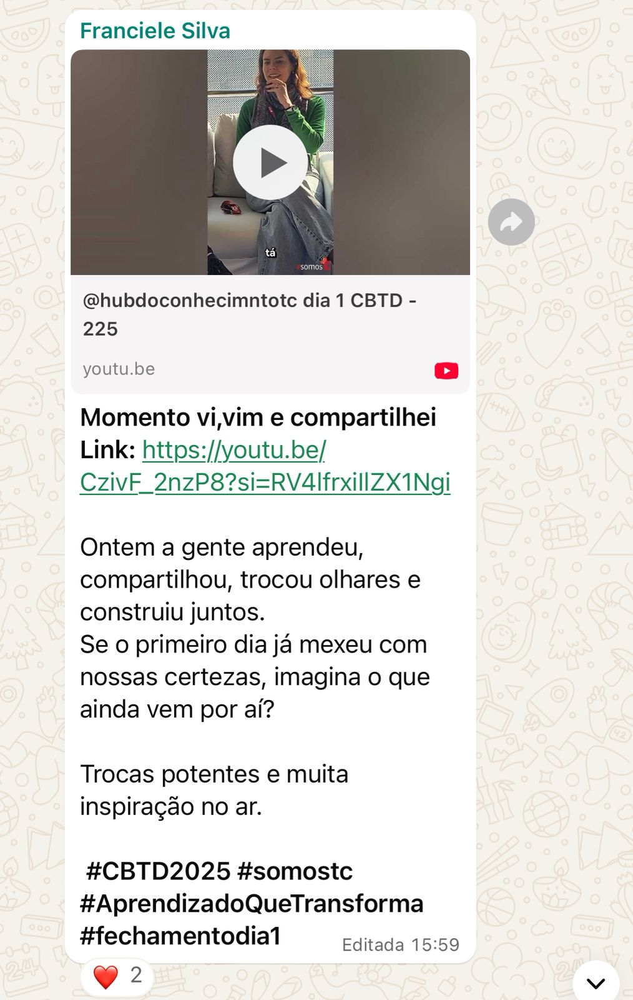 Franciele Silva
tá
#somos
@hubdoconhecimntotc dia 1 CBTD -
225
youtu.be
Momento vi,vim e compartilhei
Link: https://youtu.be/
CzivF_2nzP8?si=RV4lfrxiIlZX1Ngi
Ontem a gente aprendeu,
compartilhou, trocou olhares e
construiu juntos.
Se o primeiro dia já mexeu com
nossas certezas, imagina o que
ainda vem por aí?
Trocas potentes e muita
inspiração no ar.
#CBTD2025 #somostc
#AprendizadoQueTransforma
#fechamentodia1
Editada 15:59
2